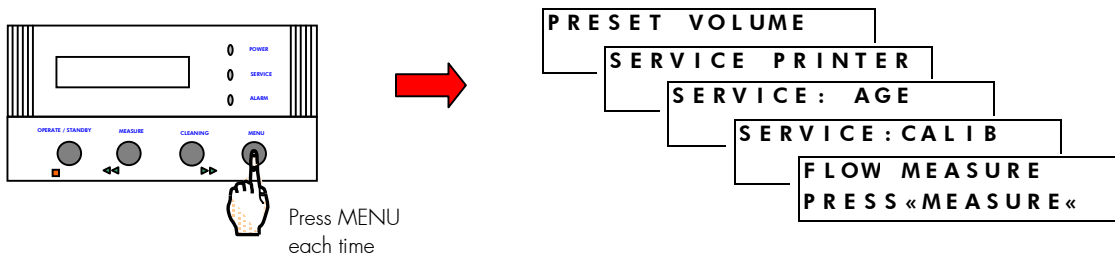 POWER
SERVICE
ALARM
OPERATE / STANDBY MEASURE CLEANING MENU
Press MENU
each time
PRESET VOLUME
SERVICE PRINTER
SERVICE: AGE
SERVICE:CALIB
FLOW MEASURE
PRESS«MEASURE«